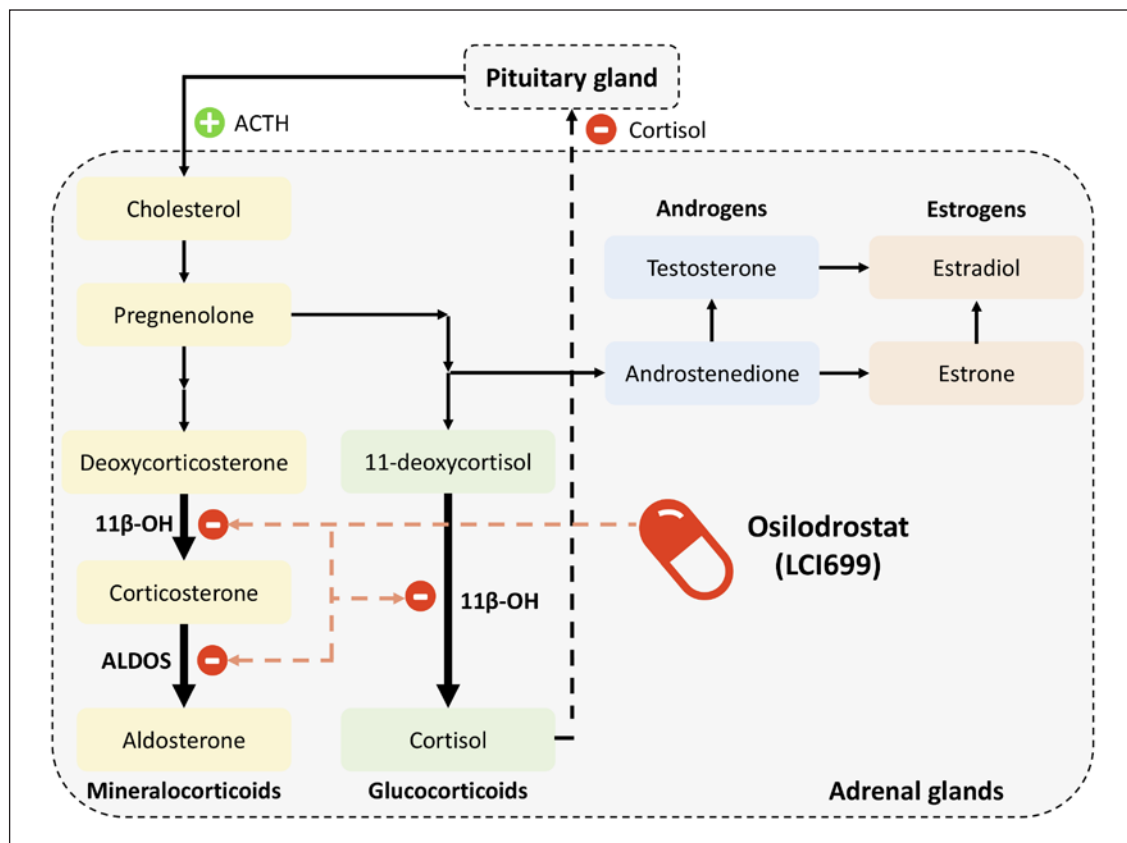 Pituitary gland
+ ACTH
- Cortisol
Cholesterol
Androgens
Estrogens
Testosterone
Estradiol
Pregnenolone
Androstenedione
Estrone
Deoxycorticosterone
11-deoxycortisol
11β-OH
-
Osilodrostat
(LCI699)
Corticosterone
-
11β-OH
ALDOS
-
Aldosterone
Cortisol
Mineralocorticoids
Glucocorticoids
Adrenal glands